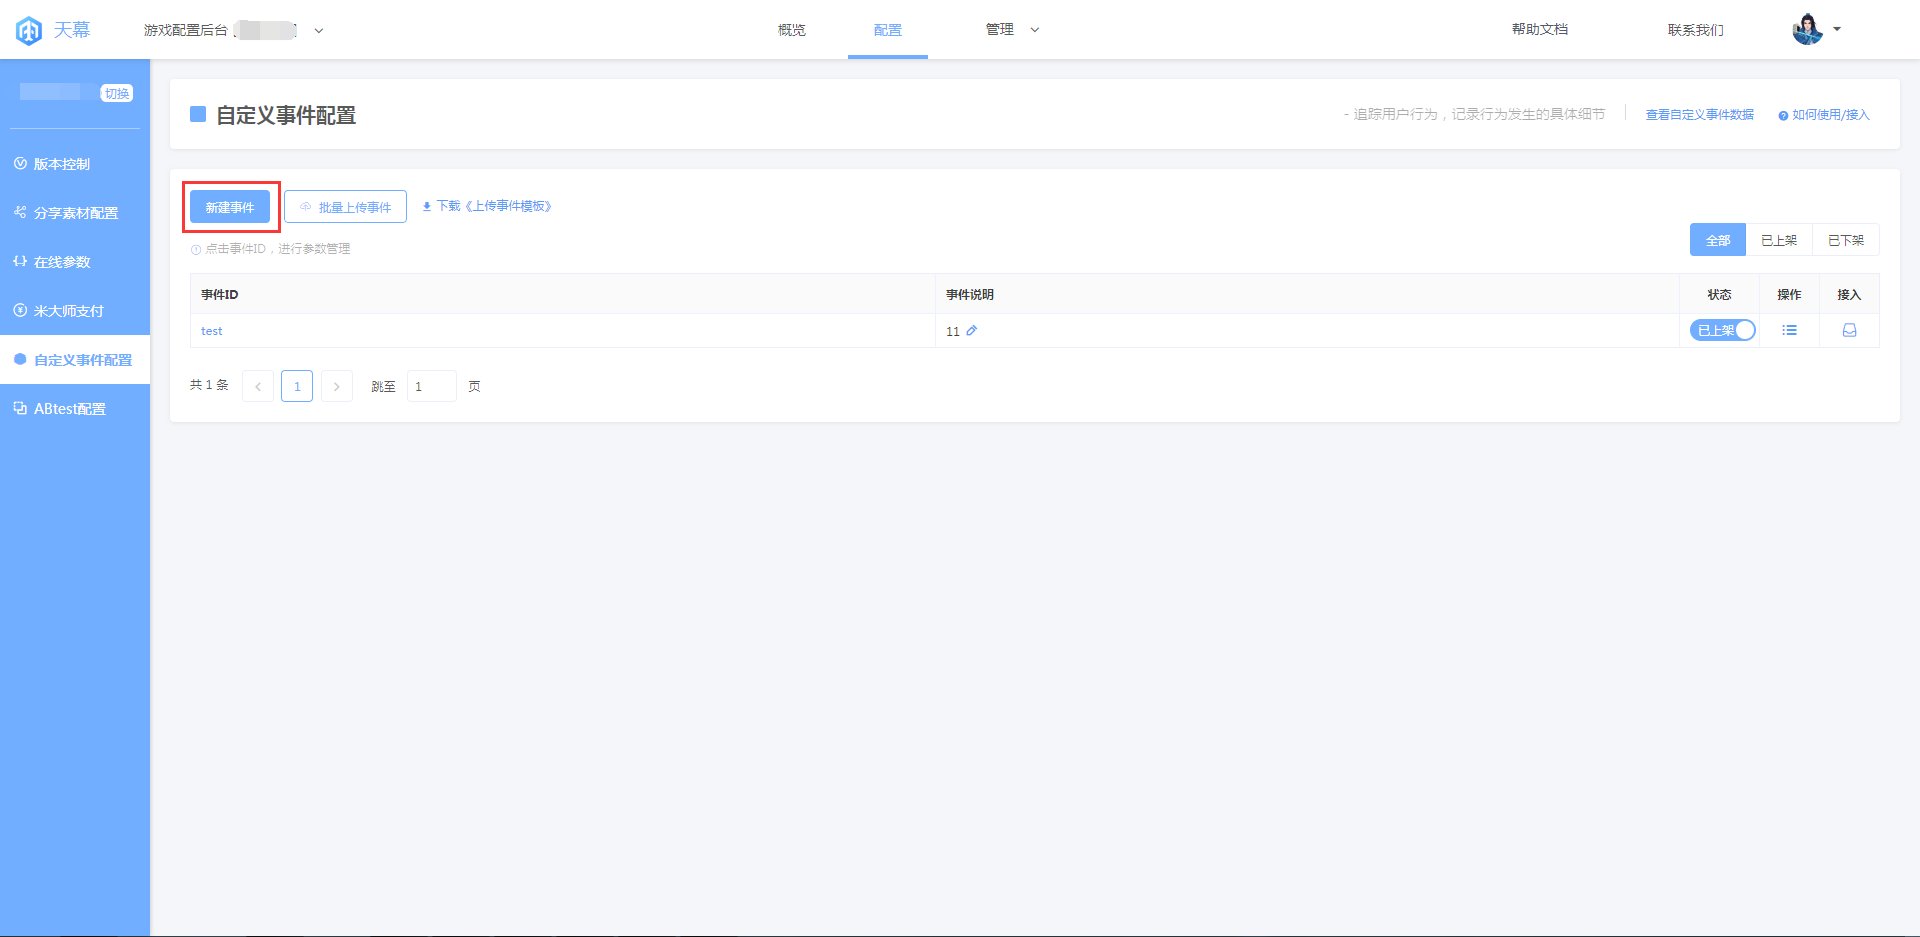 天幕
游戏配置后台
概览
配置
管理
帮助文档
联系我们
切换
版本控制
分享素材配置
在线参数
米大师支付
自定义事件配置
ABtest配置
自定义事件配置
- 追踪用户行为，记录行为发生的具体细节
查看自定义事件数据
如何使用/接入
新建事件
批量上传事件
下载《上传事件模板》
点击事件ID，进行参数管理
全部
已上架
已下架
事件ID 事件说明 状态 操作 接入
test 11 已上架
共 1 条 < 1 > 跳至 1 页